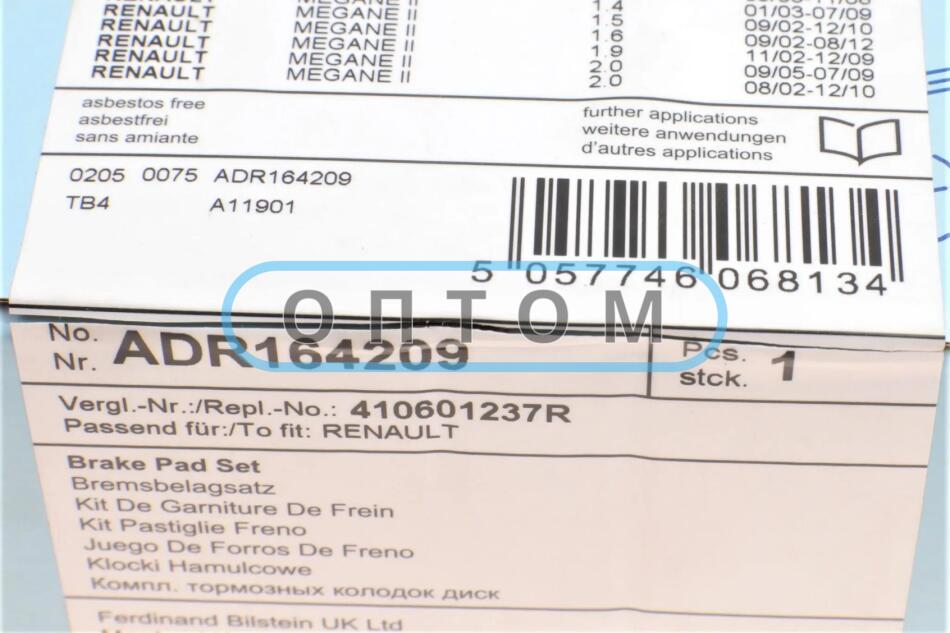 RENAULT MEGANE II 1.4
RENAULT MEGANE II 1.5 01/03-07/09
RENAULT MEGANE II 1.6 09/02-12/10
RENAULT MEGANE II 1.9 09/02-08/12
RENAULT MEGANE II 2.0 11/02-12/09
2.0 09/05-07/09
08/02-12/10
asbestos free
asbestfrei
sans amiante
further applications
weitere anwendungen
d'autres applications
0205 0075 ADR164209
TB4 A11901
5 057746 068134
ОПТОМ
No.
Nr. ADR164209
Pcs.
stck. 1
Vergl.-Nr.:/Repl.-No.: 410601237R
Passend für:/To fit: RENAULT
Brake Pad Set
Bremsbelagsatz
Kit De Garniture De Frein
Kit Pastiglie Freno
Juego De Forros De Freno
Klocki Hamulcowe
Компл. тормозных колодок диск
Ferdinand Bilstein UK Ltd